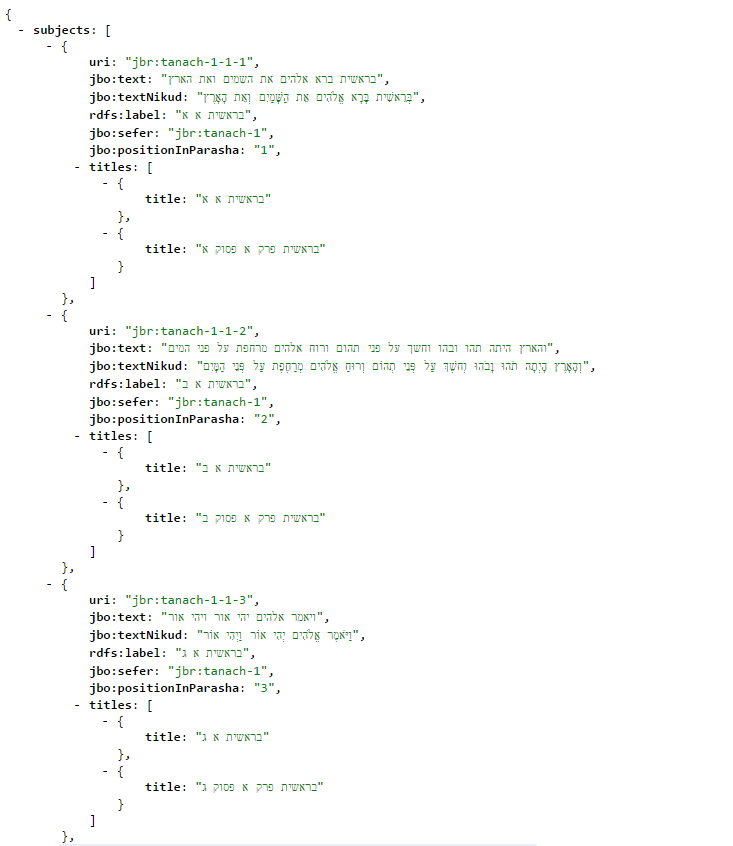 {
- subjects: [
- {
uri: "jbr:tanach-1-1-1",
jbo:text: "בראשית ברא אלהים את השמים ואת הארץ",
jbo:textNikud: "בְּרֵאשִׁית בָּרָא אֱלֹהִים אֵת הַשָּׁמַיִם וְאֵת הָאָרֶץ",
rdfs:label: "בראשית א א",
jbo:sefer: "jbr:tanach-1",
jbo:positionInParasha: "1",
- titles: [
- {
title: "בראשית א א"
},
- {
title: "בראשית פרק א פסוק א"
}
]
},
- {
uri: "jbr:tanach-1-1-2",
jbo:text: "והארץ היתה תהו ובהו וחשך על פני תהום ורוח אלהים מרחפת על פני המים",
jbo:textNikud: "וְהָאָרֶץ הָיְתָה תֹהוּ וָבֹהוּ וְחֹשֶׁךְ עַל פְּנֵי תְהוֹם וְרוּחַ אֱלֹהִים מְרַחֶפֶת עַל פְּנֵי הַמָּיִם",
rdfs:label: "בראשית א ב",
jbo:sefer: "jbr:tanach-1",
jbo:positionInParasha: "2",
- titles: [
- {
title: "בראשית א ב"
},
- {
title: "בראשית פרק א פסוק ב"
}
]
},
- {
uri: "jbr:tanach-1-1-3",
jbo:text: "ויאמר אלהים יהי אור ויהי אור",
jbo:textNikud: "וַיֹּאמֶר אֱלֹהִים יְהִי אוֹר וַיְהִי אוֹר",
rdfs:label: "בראשית א ג",
jbo:sefer: "jbr:tanach-1",
jbo:positionInParasha: "3",
- titles: [
- {
title: "בראשית א ג"
},
- {
title: "בראשית פרק א פסוק ג"
}
]
},